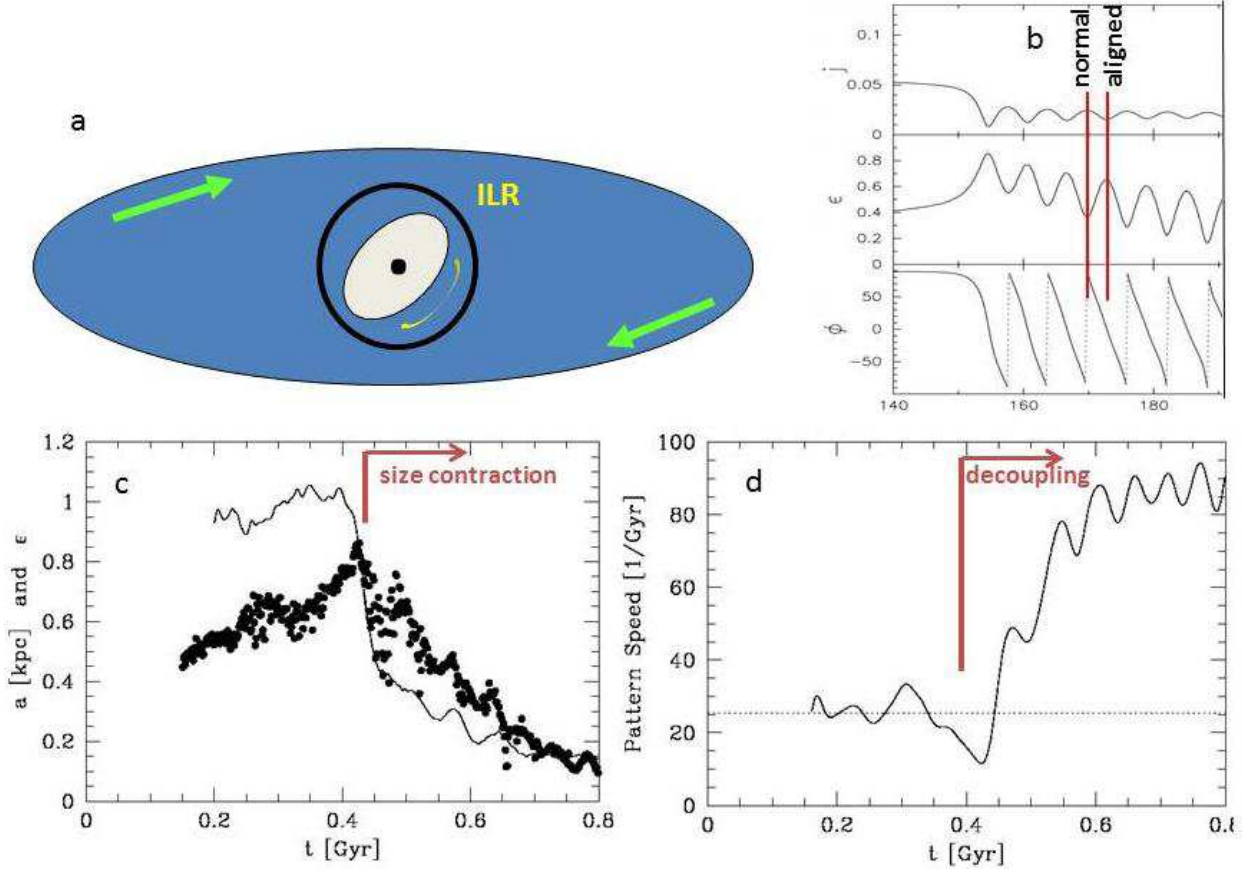 a
ILR
b
normal
aligned
j
0.1
0.05
0
ϵ
0.8
0.6
0.4
0.2
0
ϕ
50
0
−50
140 160 180
c
size contraction
a [kpc] and ϵ
1.2
1
0.8
0.6
0.4
0.2
0
0 0.2 0.4 0.6 0.8
t [Gyr]
d
decoupling
Pattern Speed [1/Gyr]
100
80
60
40
20
0
0 0.2 0.4 0.6 0.8
t [Gyr]